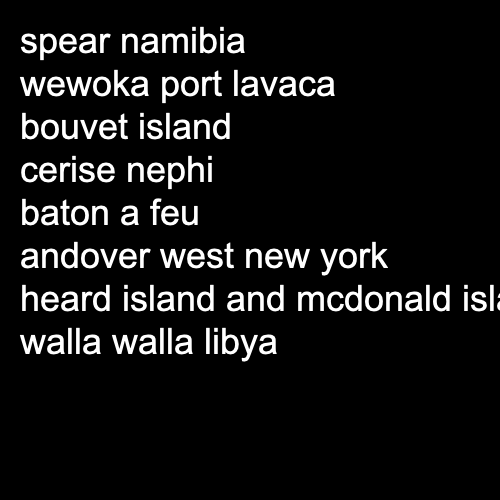 spear namibia
wewoka port lavaca
bouvet island
cerise nephi
baton a feu
andover west new york
heard island and mcdonald isla
walla walla libya